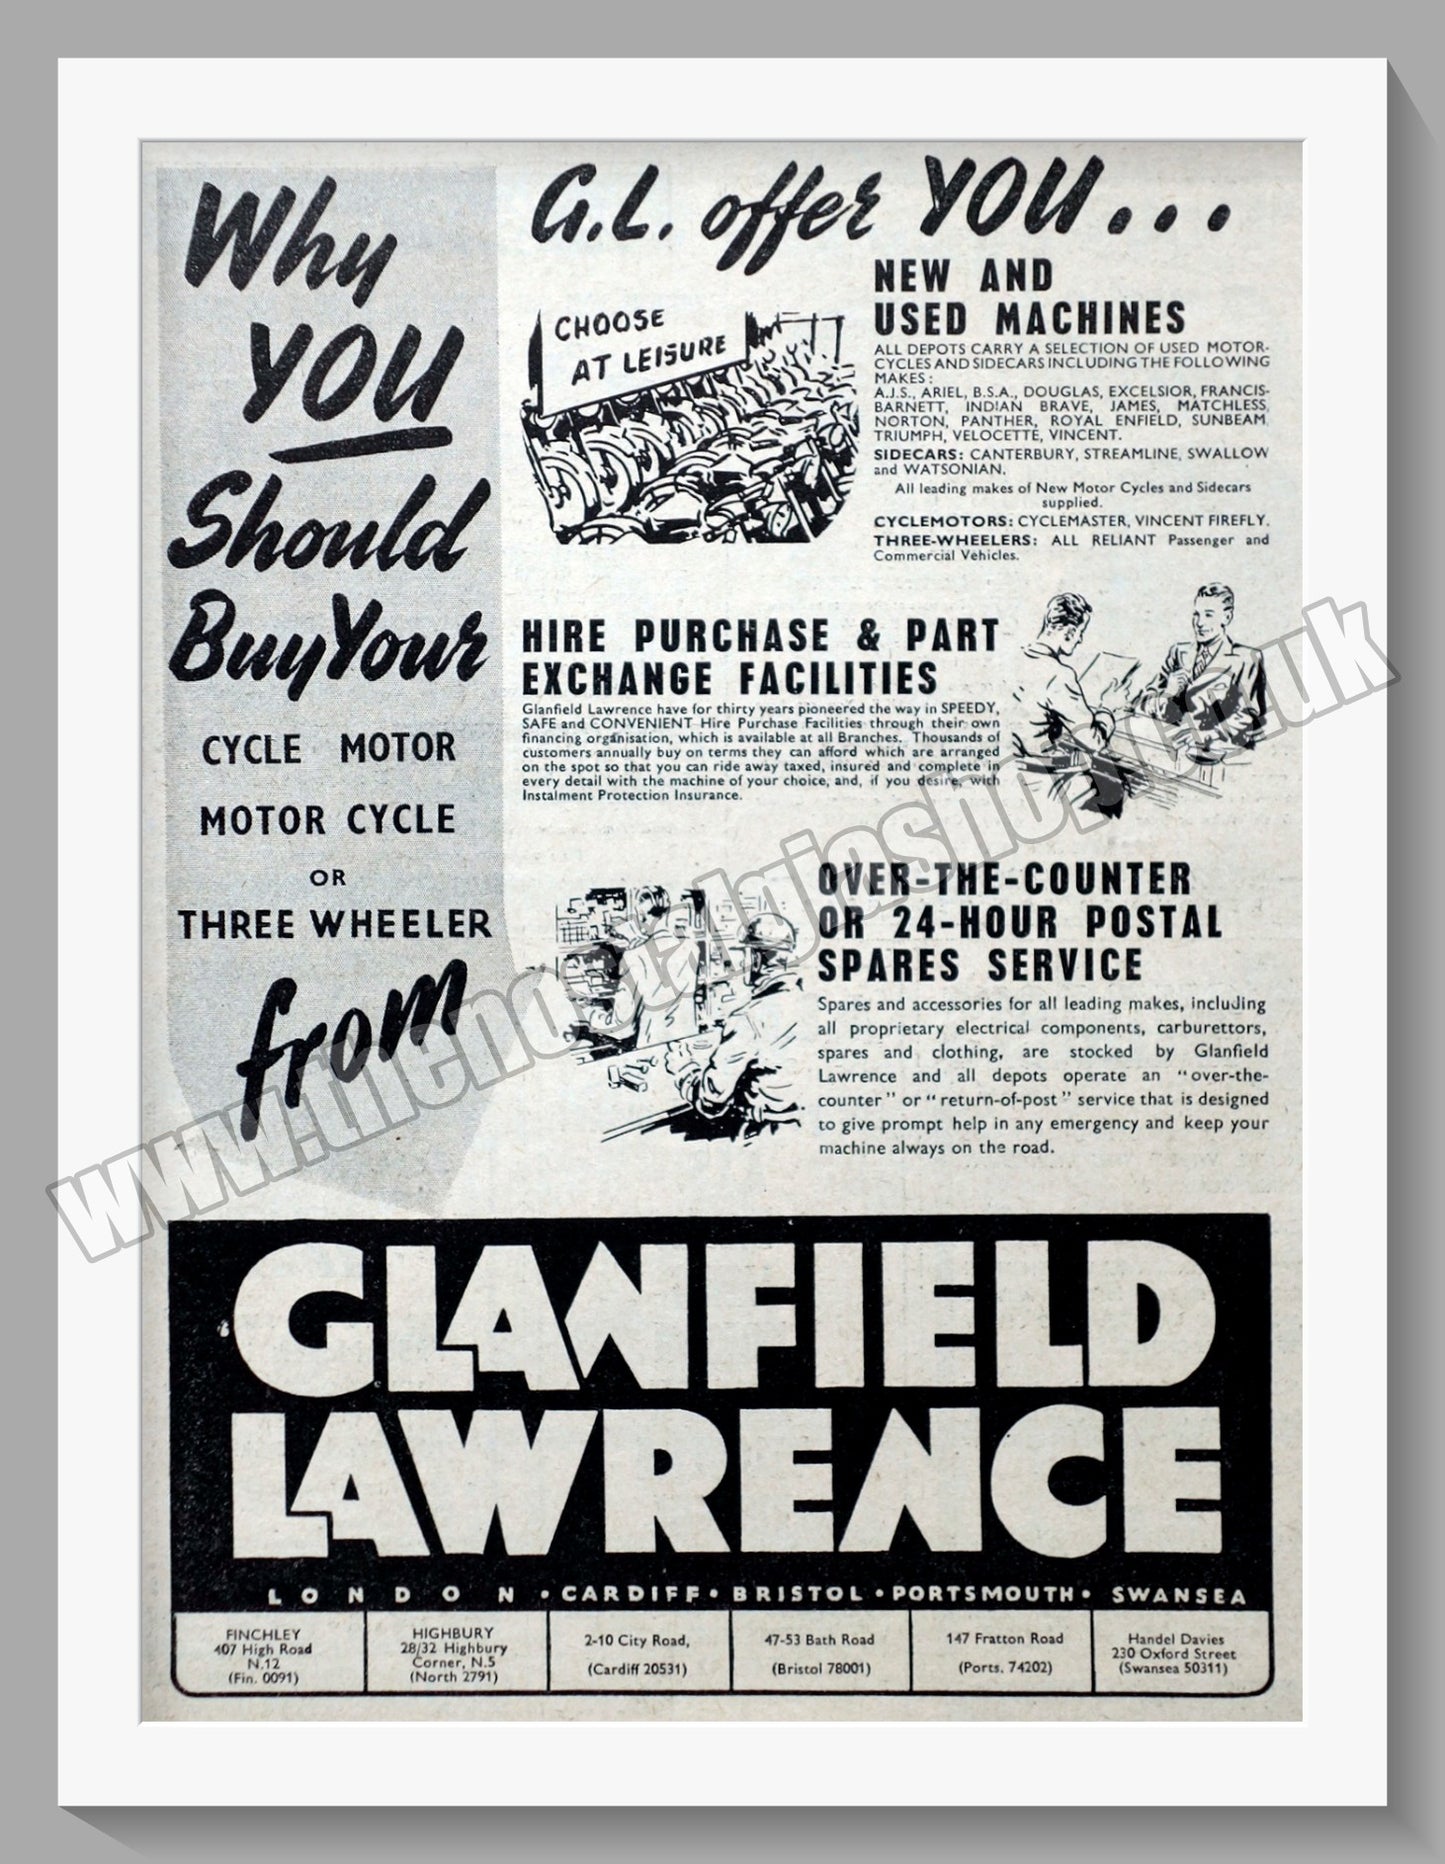 Why
YOU
Should
Buy Your
CYCLE MOTOR
MOTOR CYCLE
OR
THREE WHEELER
from
G.L. offer YOU...
CHOOSE
AT LEISURE
NEW AND
USED MACHINES
ALL DEPOTS CARRY A SELECTION OF USED MOTOR-
CYCLES AND SIDECARS INCLUDING THE FOLLOWING
MAKES:
A.J.S., ARIEL, B.S.A., DOUGLAS, EXCELSIOR, FRANCIS-
BARNETT, INDIAN BRAVE, JAMES, MATCHLESS,
NORTON, PANTHER, ROYAL ENFIELD, SUNBEAM,
TRIUMPH, VELOCETTE, VINCENT.
SIDECARS: CANTERBURY, STREAMLINE, SWALLOW
and WATSONIAN.
All leading makes of New Motor Cycles and Sidecars
supplied.
CYCLEMOTORS: CYCLEMASTER, VINCENT FIREFLY.
THREE-WHEELERS: ALL RELIANT Passenger and
Commercial Vehicles.
HIRE PURCHASE & PART
EXCHANGE FACILITIES
Glanfield Lawrence have for thirty years pioneered the way in SPEEDY,
SAFE and CONVENIENT Hire Purchase Facilities through their own
financing organisation, which is available at all Branches. Thousands of
customers annually buy on terms they can afford which are arranged
on the spot so that you can ride away taxed, insured and complete in
every detail with the machine of your choice, and, if you desire, with
Instalment Protection Insurance.
OVER-THE-COUNTER
OR 24-HOUR POSTAL
SPARES SERVICE
Spares and accessories for all leading makes, including
all proprietary electrical components, carburettors,
spares and clothing, are stocked by Glanfield
Lawrence and all depots operate an "over-the-
counter" or "return-of-post" service that is designed
to give prompt help in any emergency and keep your
machine always on the road.
www.thenostalgiashop.co.uk
GLANFIELD
LAWRENCE
LONDON • CARDIFF • BRISTOL • PORTSMOUTH • SWANSEA
FINCHLEY
407 High Road
N.12
(Fin. 0091)
HIGHBURY
28/32 Highbury
Corner, N.5
(North 2791)
2-10 City Road,
(Cardiff 20531)
47-53 Bath Road
(Bristol 78001)
147 Fratton Road
(Ports. 74202)
Handel Davies
230 Oxford Street
(Swansea 50311)